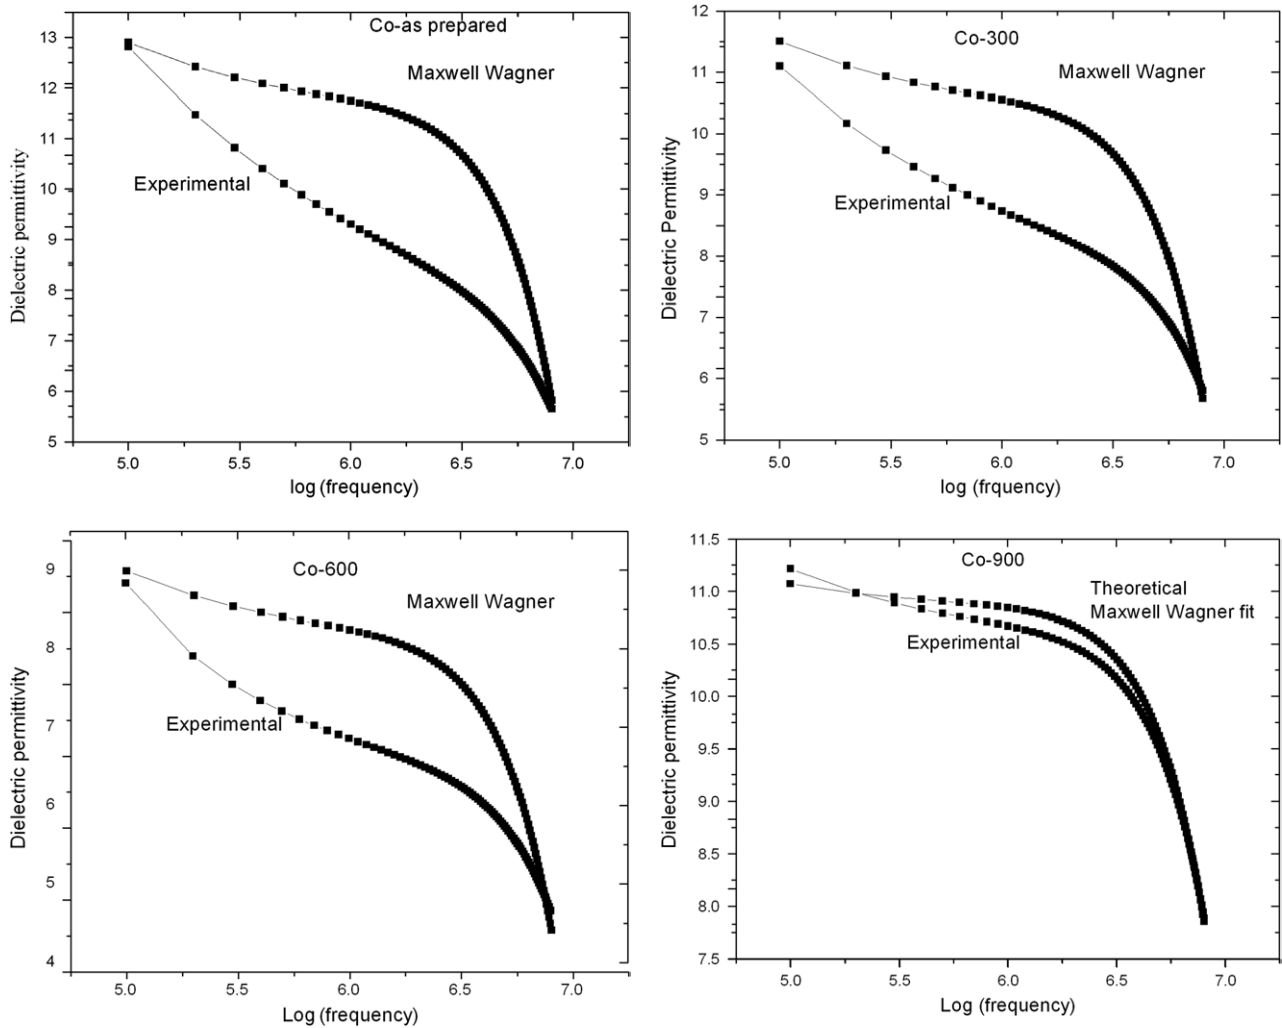 Co-as prepared
Maxwell Wagner
Experimental
Dielectric permittivity
13
12
11
10
9
8
7
6
5
5.0 5.5 6.0 6.5 7.0
log (frequency)
Co-300
Maxwell Wagner
Experimental
Dielectric Permittivity
12
11
10
9
8
7
6
5
5.0 5.5 6.0 6.5 7.0
log (frquency)
Co-600
Maxwell Wagner
Experimental
Dielectric permittivity
9
8
7
6
5
4
5.0 5.5 6.0 6.5 7.0
Log (frequency)
Co-900
Theoretical
Maxwell Wagner fit
Experimental
Dielectric permittivity
11.5
11.0
10.5
10.0
9.5
9.0
8.5
8.0
7.5
5.0 5.5 6.0 6.5 7.0
Log (frequency)